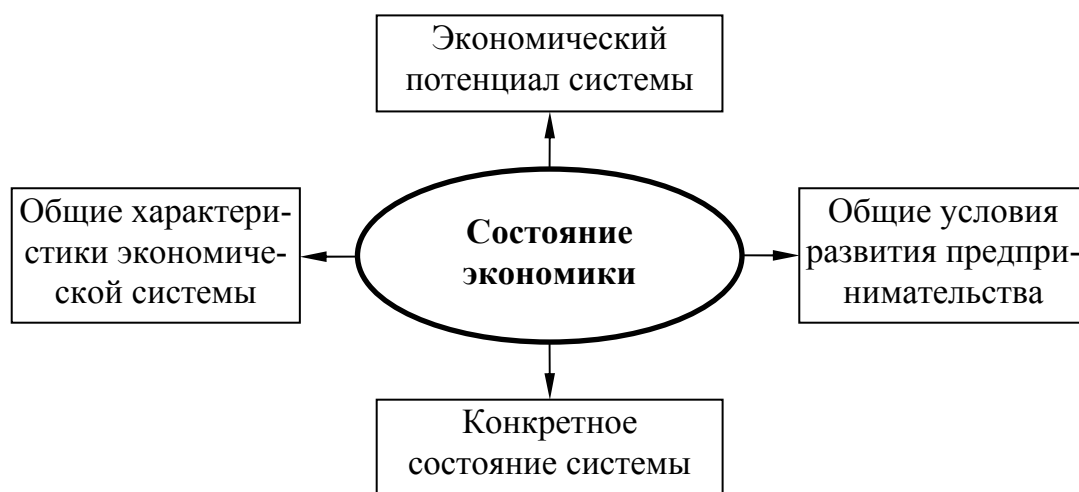 Экономический
потенциал системы
Общие характери-
стики экономиче-
ской системы
Состояние
экономики
Общие условия
развития предпри-
нимательства
Конкретное
состояние системы